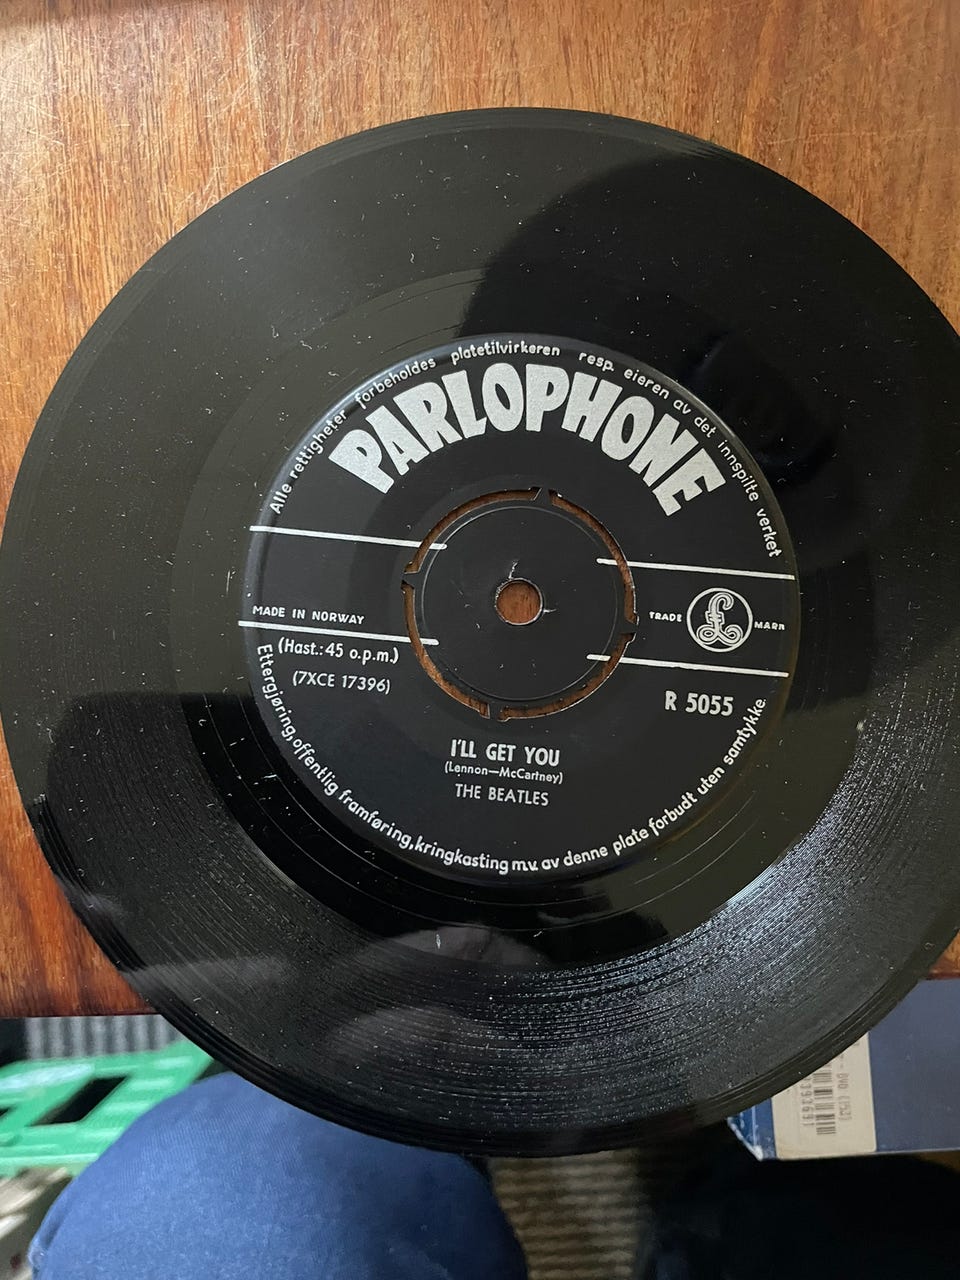 Alle rettigheter forbeholdes platetilvirkeren resp. eieren av det innspilte verket
PARLOPHONE
MADE IN NORWAY
TRADE £ MARK
(Hast.: 45 o.p.m.)
(7XCE 17396)
R 5055
I'LL GET YOU
(Lennon—McCartney)
THE BEATLES
Ettergjøring, offentlig framføring, kringkasting m.v. av denne plate forbudt uten samtykke